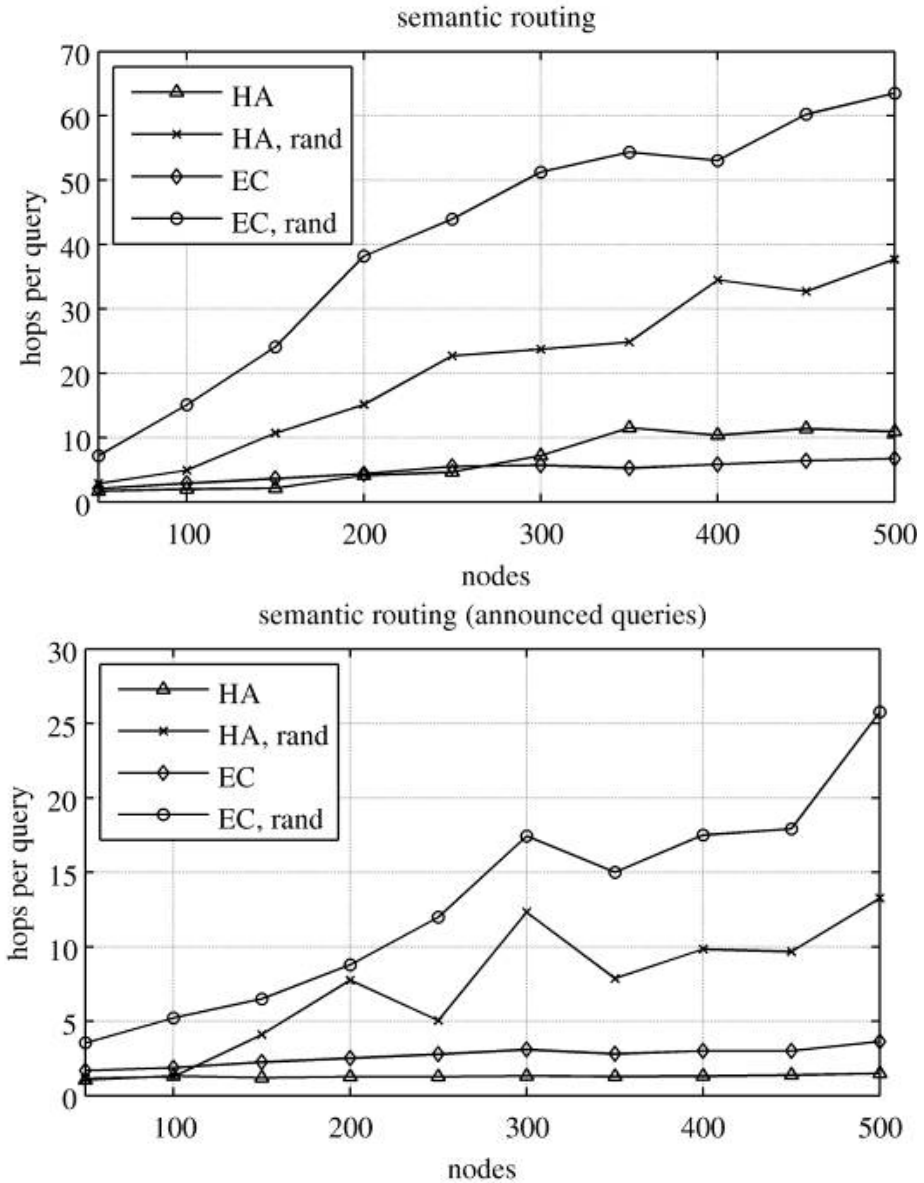 semantic routing
70
60
50
40
30
20
10
0
HA
HA, rand
EC
EC, rand
hops per query
100 200 300 400 500
nodes
semantic routing (announced queries)
30
25
20
15
10
5
0
HA
HA, rand
EC
EC, rand
hops per query
100 200 300 400 500
nodes